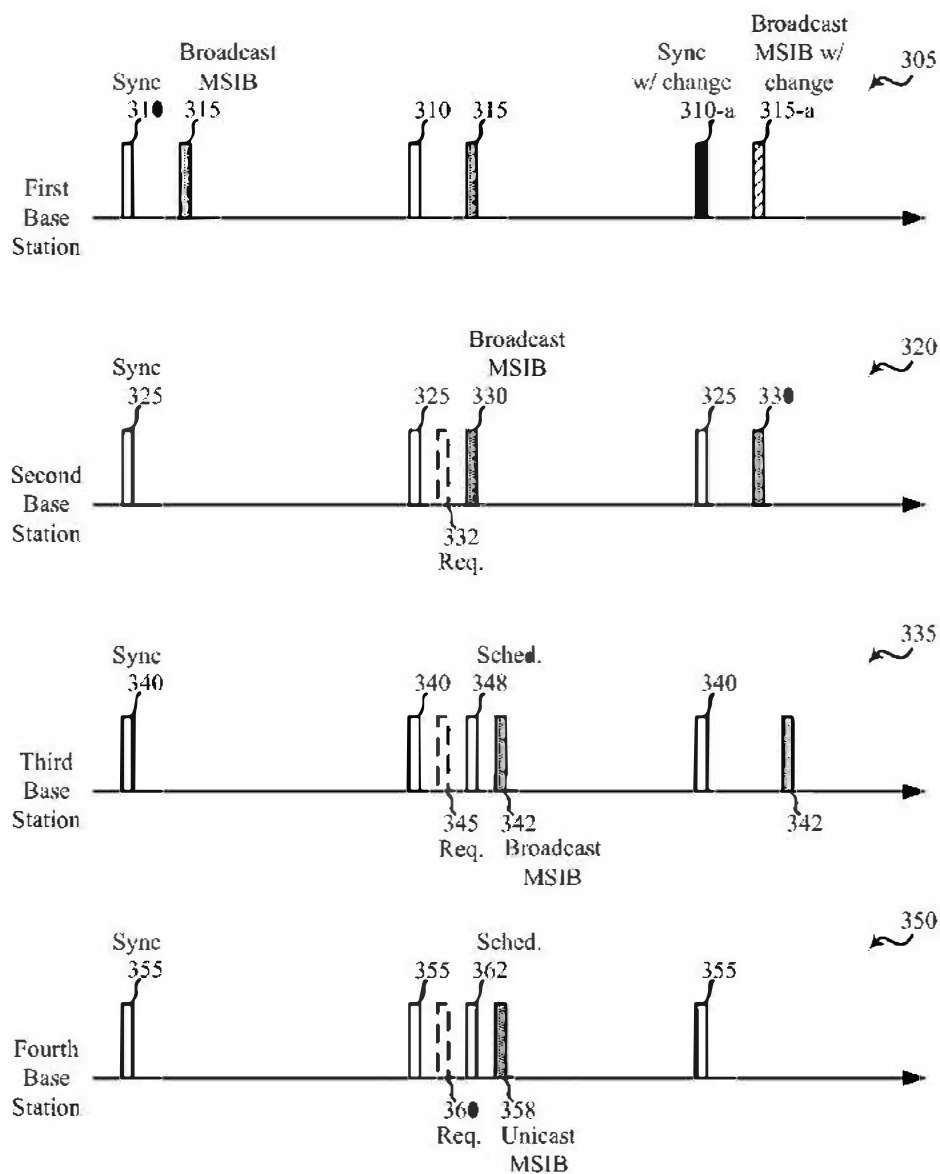 Broadcast
MSIB
Sync
310
315
310
315
Sync
w/ change
310-a
Broadcast
MSIB w/
change
315-a
305
First
Base
Station
Sync
325
325
Broadcast
MSIB
330
325
330
320
Second
Base
Station
332
Req.
Sync
340
340
Sched.
348
340
335
Third
Base
Station
345
Req.
342
Broadcast
MSIB
342
Sync
355
355
Sched.
362
355
350
Fourth
Base
Station
360
Req.
358
Unicast
MSIB